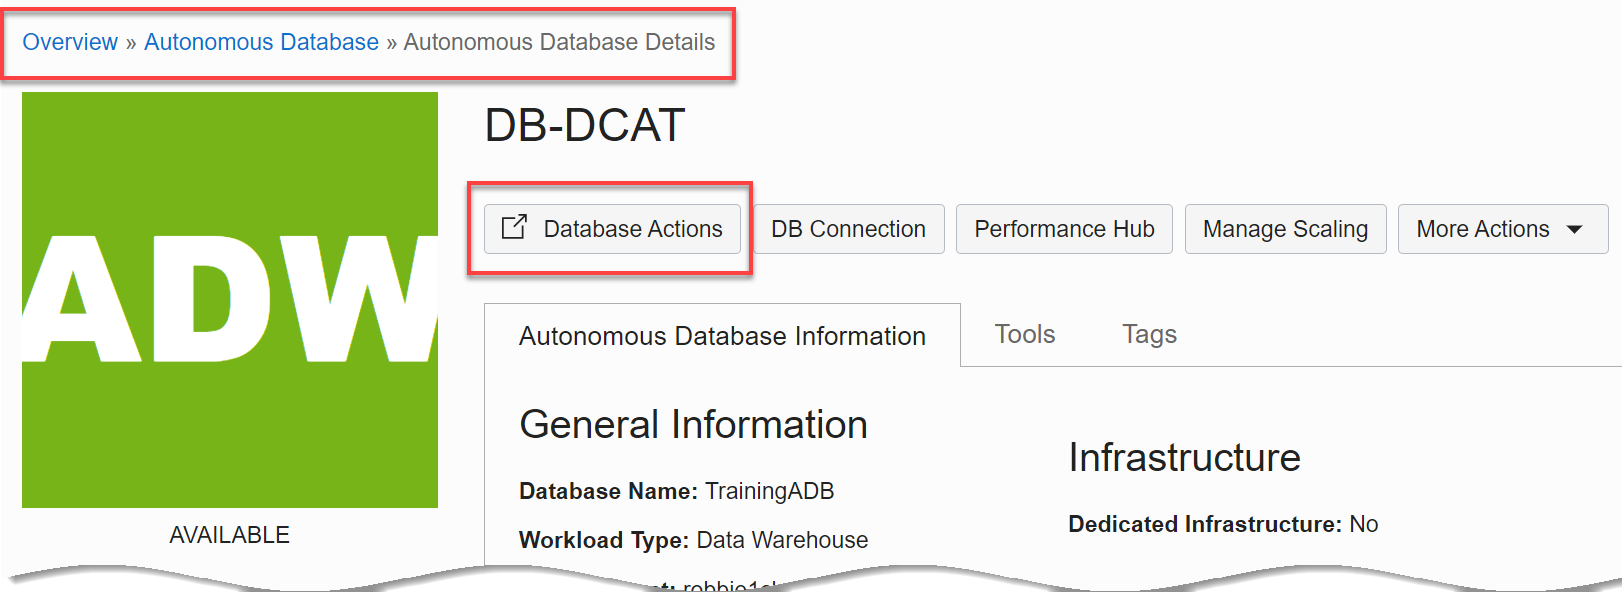 Overview » Autonomous Database » Autonomous Database Details
ADW
AVAILABLE
DB-DCAT
Database Actions
DB Connection
Performance Hub
Manage Scaling
More Actions
Autonomous Database Information
Tools
Tags
General Information
Database Name: TrainingADB
Workload Type: Data Warehouse
Infrastructure
Dedicated Infrastructure: No